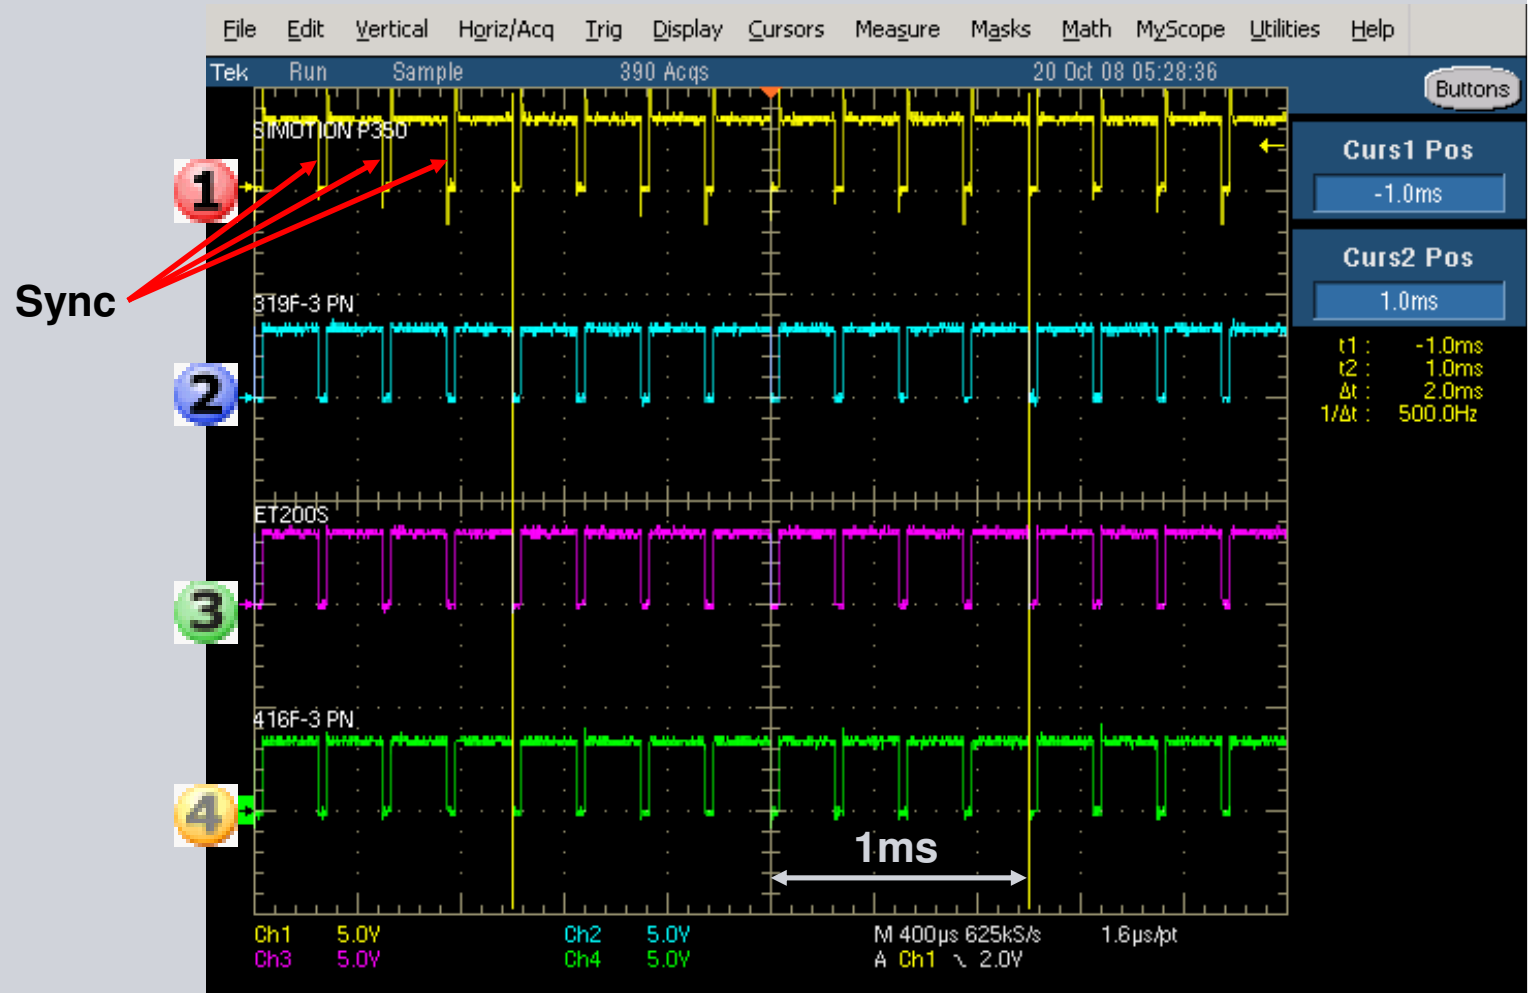 File Edit Vertical Horiz/Acq Trig Display Cursors Measure Masks Math MyScope Utilities Help
Tek Run Sample 390 Acqs 20 Oct 08 05:28:36
Buttons
SIMOTION P350
Curs1 Pos
-1.0ms
1
Curs2 Pos
1.0ms
Sync
319F-3 PN
t1 : -1.0ms
t2 : 1.0ms
Δt : 2.0ms
1/Δt : 500.0Hz
2
ET200S
3
416F-3 PN
4
1ms
Ch1 5.0V Ch2 5.0V M 400µs 625kS/s 1.6µs/pt
Ch3 5.0V Ch4 5.0V A Ch1 \ 2.0V